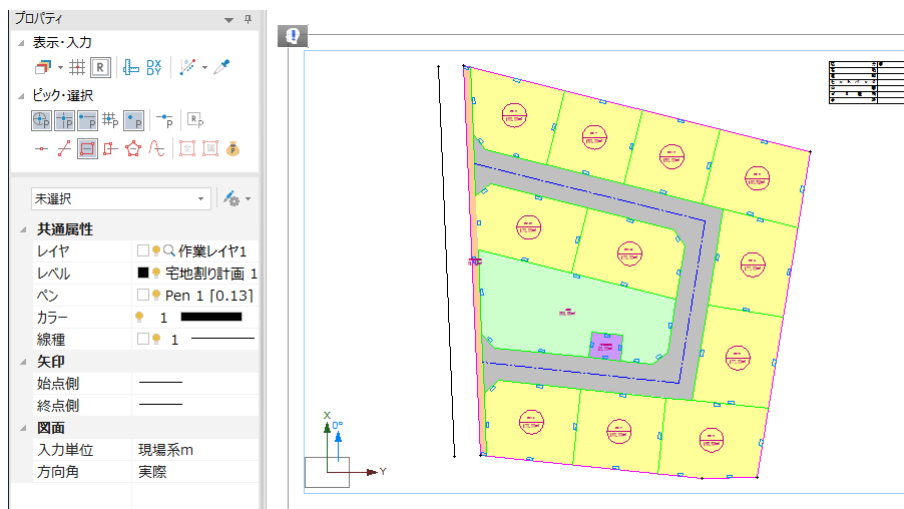 プロパティ
表示・入力
R
DX
DY
ピック・選択
P P P P P P R P
全 属 P
未選択
共通属性
レイヤ 作業レイヤ1
レベル 宅地割り計画 1
ペン Pen 1 [0.13]
カラー 1
線種 1
矢印
始点側
終点側
図面
入力単位 現場系m
方向角 実際
X
0°
Y